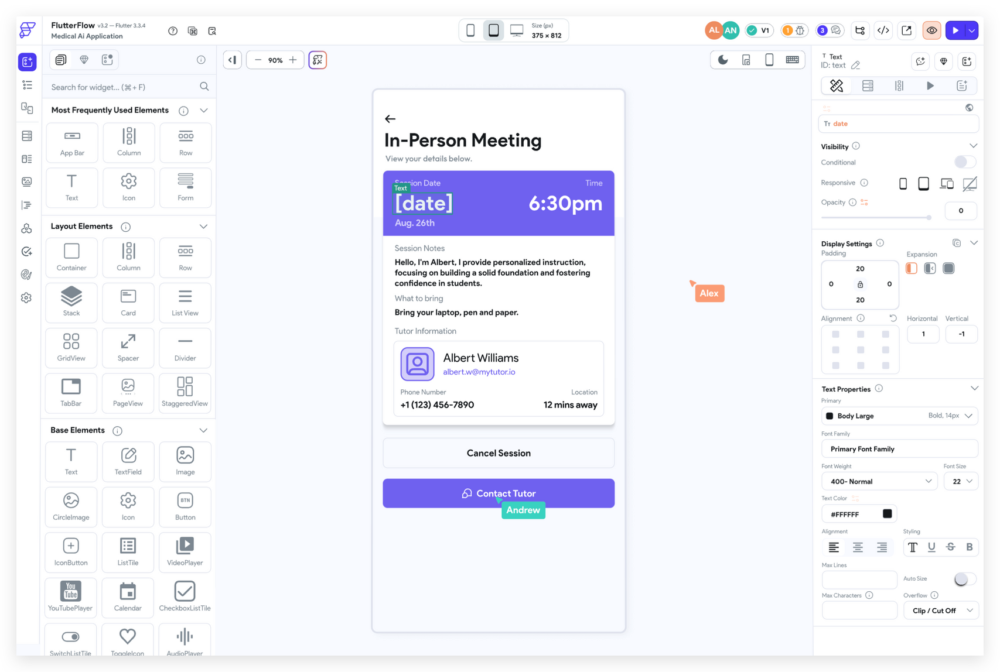 FlutterFlow v3.2 — Flutter 3.3.4
Medical Ai Application
Size (px)
375 × 812
AL
AN
V1
1
3
90%
Search for widget... (⌘+ F)
Most Frequently Used Elements
App Bar
Column
Row
Text
Icon
Form
Layout Elements
Container
Column
Row
Stack
Card
List View
GridView
Spacer
Divider
TabBar
PageView
StaggeredView
Base Elements
Text
TextField
Image
CircleImage
Icon
BTN
Button
IconButton
ListTile
VideoPlayer
You
Tube
YouTubePlayer
Calendar
CheckboxListTile
SwitchListTile
ToggleIcon
AudioPlayer
In-Person Meeting
View your details below.
Session Date
Time
Text
[date]
6:30pm
Aug. 26th
Session Notes
Hello, I'm Albert, I provide personalized instruction,
focusing on building a solid foundation and fostering
confidence in students.
What to bring
Bring your laptop, pen and paper.
Tutor Information
Albert Williams
albert.w@mytutor.io
Phone Number
Location
+1 (123) 456-7890
12 mins away
Cancel Session
Contact Tutor
Andrew
Alex
T Text
ID: text
Tт date
Visibility
Conditional
Responsive
Opacity
0
Display Settings
Padding
Expansion
20
0
0
20
Alignment
Horizontal
Vertical
1
-1
Text Properties
Primary
Body Large
Bold, 14px
Font Family
Primary Font Family
Font Weight
Font Size
400- Normal
22
Text Color
#FFFFFF
Alignment
Styling
T U S B
Max Lines
Auto Size
Max Characters
Overflow
Clip / Cut Off